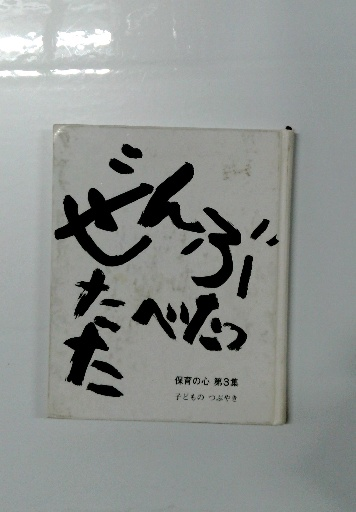 ぜんぶ
たべたっ
た
保育の心 第3集
子どもの つぶやき